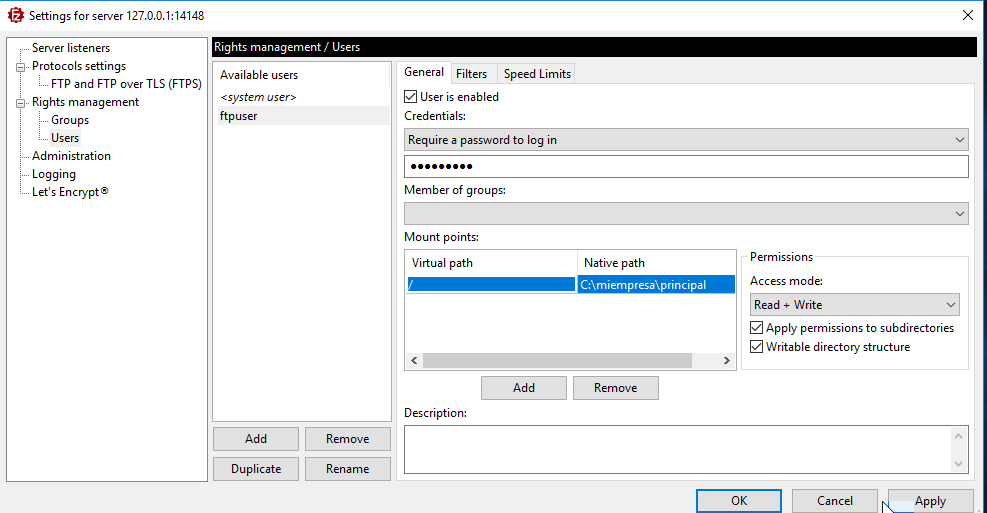 Settings for server 127.0.0.1:14148
Server listeners
Protocols settings
FTP and FTP over TLS (FTPS)
Rights management
Groups
Users
Administration
Logging
Let's Encrypt®
Rights management / Users
Available users
<system user>
ftpuser
Add
Remove
Duplicate
Rename
General
Filters
Speed Limits
User is enabled
Credentials:
Require a password to log in
●●●●●●●●●
Member of groups:
Mount points:
Virtual path
Native path
/
C:\miempresa\principal
Add
Remove
Permissions
Access mode:
Read + Write
Apply permissions to subdirectories
Writable directory structure
Description:
OK
Cancel
Apply